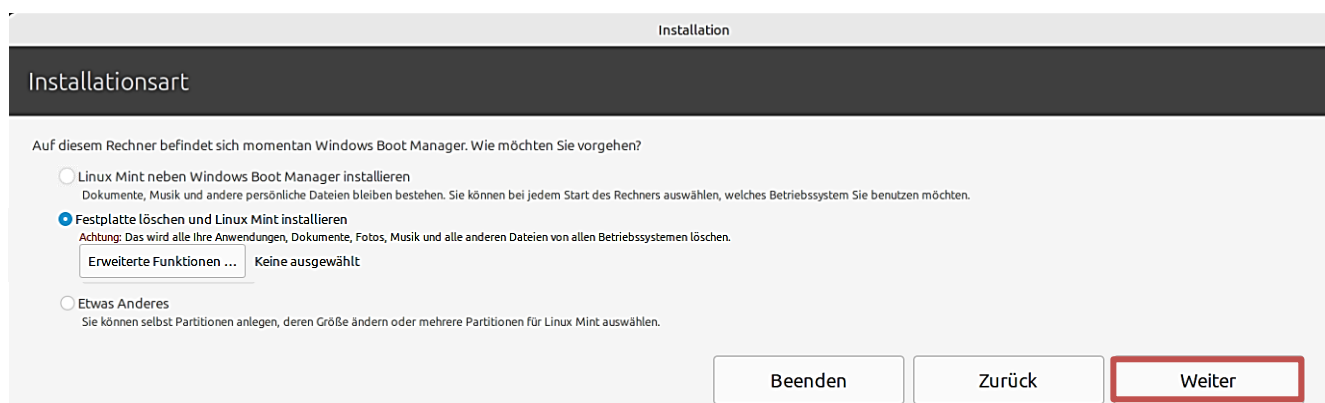 Installation
Installationsart
Auf diesem Rechner befindet sich momentan Windows Boot Manager. Wie möchten Sie vorgehen?
Linux Mint neben Windows Boot Manager installieren
Dokumente, Musik und andere persönliche Dateien bleiben bestehen. Sie können bei jedem Start des Rechners auswählen, welches Betriebssystem Sie benutzen möchten.
Festplatte löschen und Linux Mint installieren
Achtung: Das wird alle Ihre Anwendungen, Dokumente, Fotos, Musik und alle anderen Dateien von allen Betriebssystemen löschen.
Erweiterte Funktionen ... Keine ausgewählt
Etwas Anderes
Sie können selbst Partitionen anlegen, deren Größe ändern oder mehrere Partitionen für Linux Mint auswählen.
Beenden Zurück Weiter